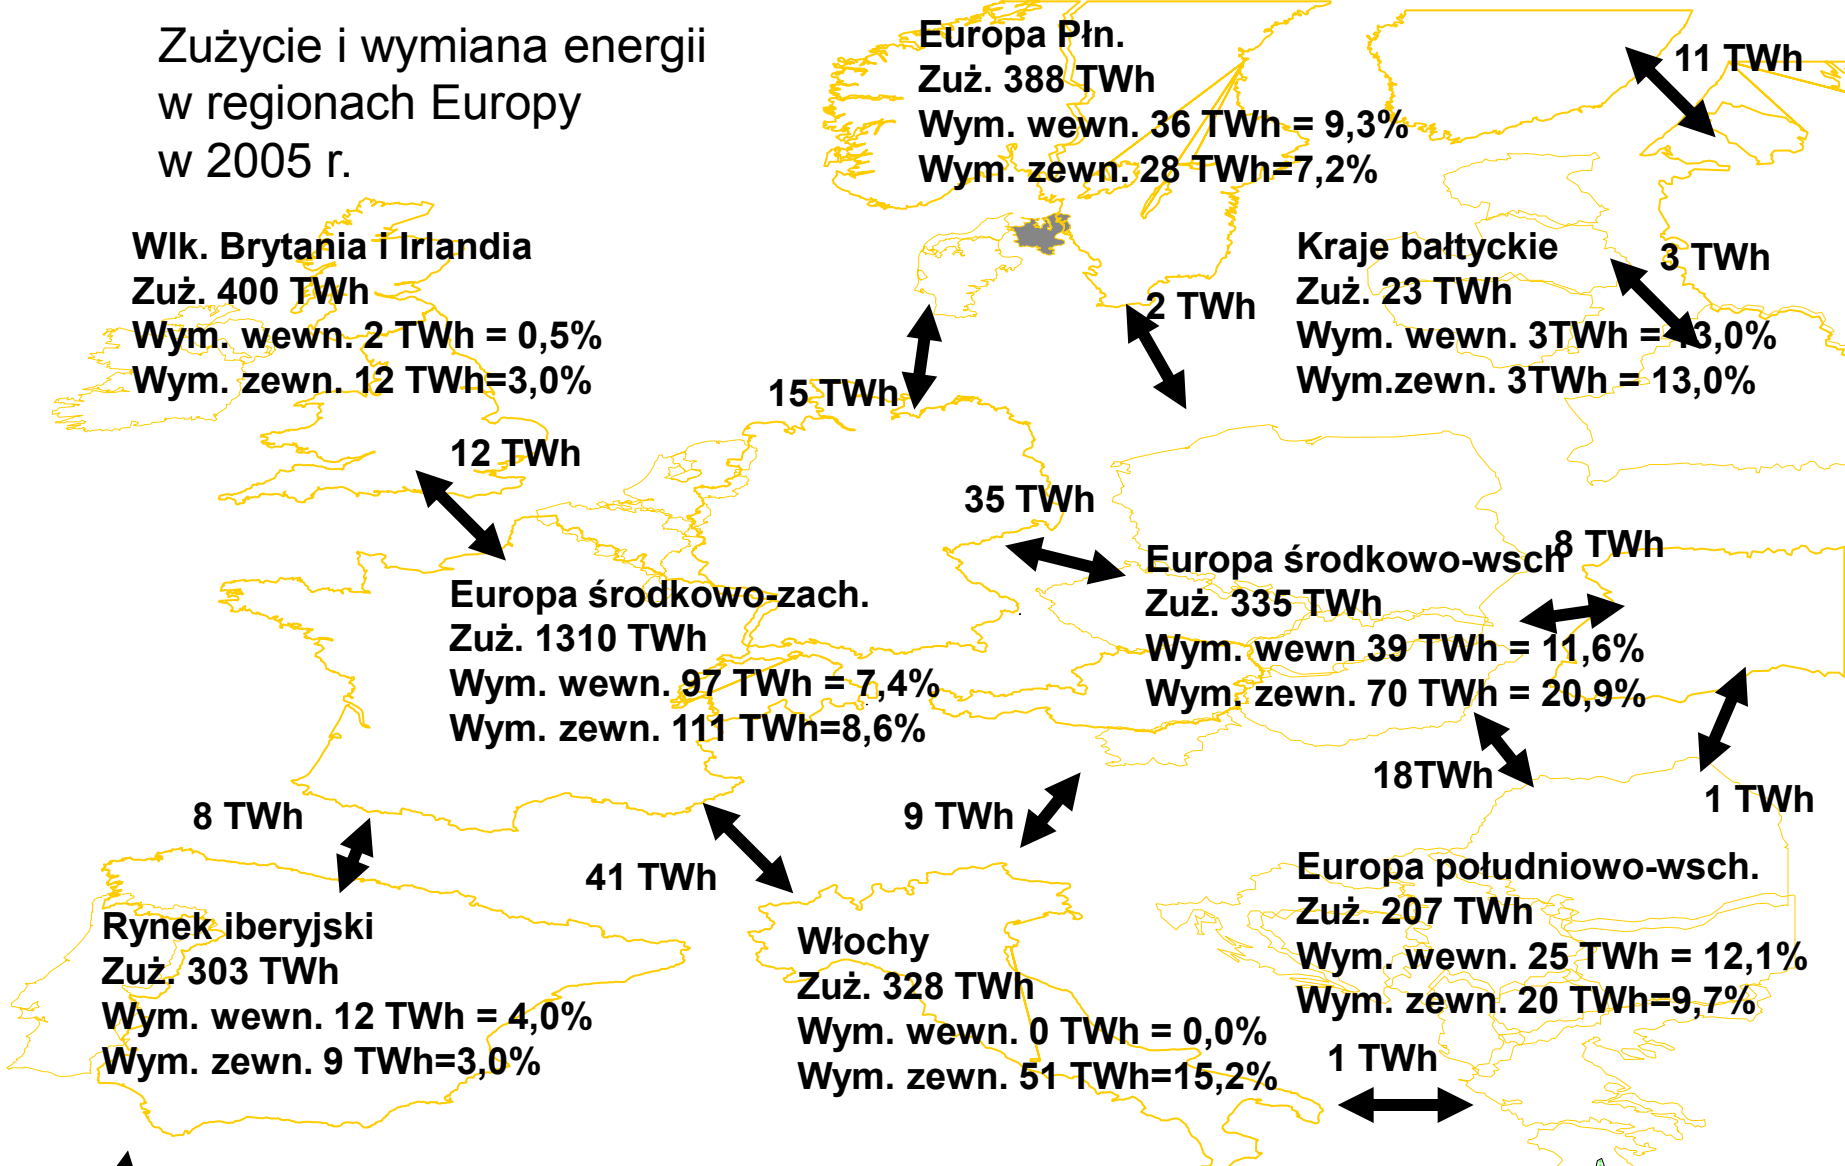 Zużycie i wymiana energii
w regionach Europy
w 2005 r.
Europa Płn.
Zuż. 388 TWh
Wym. wewn. 36 TWh = 9,3%
Wym. zewn. 28 TWh=7,2%
11 TWh
Wlk. Brytania i Irlandia
Zuż. 400 TWh
Wym. wewn. 2 TWh = 0,5%
Wym. zewn. 12 TWh=3,0%
Kraje bałtyckie
Zuż. 23 TWh
Wym. wewn. 3TWh = 13,0%
Wym.zewn. 3TWh = 13,0%
3 TWh
2 TWh
15 TWh
12 TWh
35 TWh
8 TWh
Europa środkowo-zach.
Zuż. 1310 TWh
Wym. wewn. 97 TWh = 7,4%
Wym. zewn. 111 TWh=8,6%
Europa środkowo-wsch
Zuż. 335 TWh
Wym. wewn 39 TWh = 11,6%
Wym. zewn. 70 TWh = 20,9%
18TWh
1 TWh
8 TWh
9 TWh
41 TWh
Rynek iberyjski
Zuż. 303 TWh
Wym. wewn. 12 TWh = 4,0%
Wym. zewn. 9 TWh=3,0%
Włochy
Zuż. 328 TWh
Wym. wewn. 0 TWh = 0,0%
Wym. zewn. 51 TWh=15,2%
Europa południowo-wsch.
Zuż. 207 TWh
Wym. wewn. 25 TWh = 12,1%
Wym. zewn. 20 TWh=9,7%
1 TWh